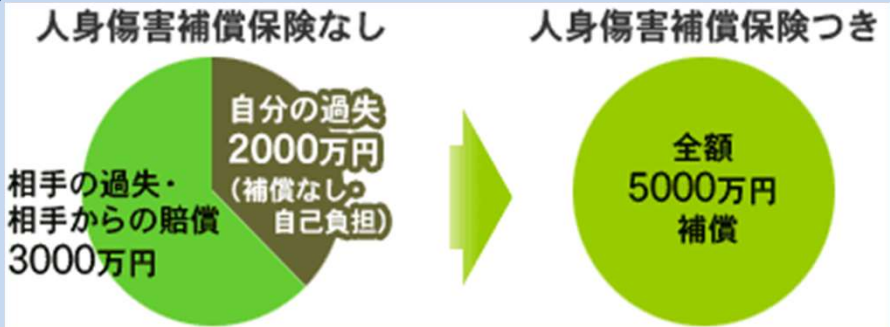 人身傷害補償保険なし
自分の過失
2000万円
(補償なし・
自己負担)
相手の過失・
相手からの賠償
3000万円
人身傷害補償保険つき
全額
5000万円
補償